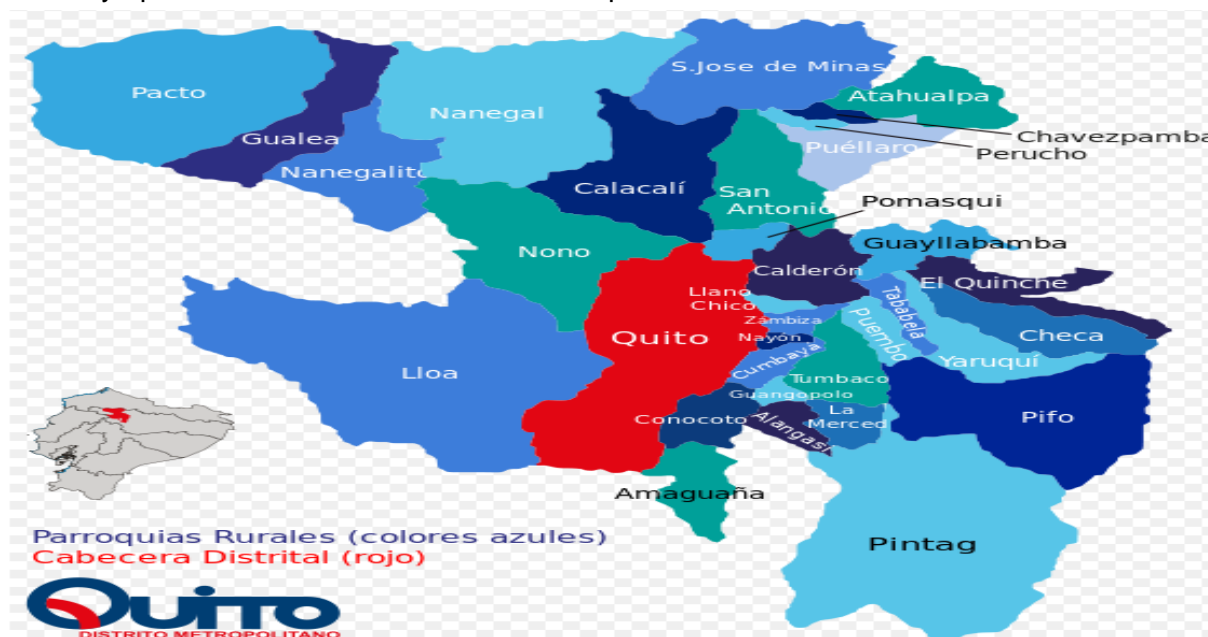 S.Jose de Minas
Pacto
Atahualpa
Nanegal
Chavezpamba
Gualea
Puéllaro
Perucho
Nanegalito
Calacalí
San
Antonio
Pomasqui
Nono
Guayllabamba
Calderón
El Quinche
Llano
Chico
Tababela
Zámbiza
Puembo
Checa
Quito
Nayón
Cumbayá
Yaruquí
Lloa
Tumbaco
Guangopolo
Conocoto
Alangasí
La
Merced
Pifo
Amaguaña
Pintag
Parroquias Rurales (colores azules)
Cabecera Distrital (rojo)
QUITO
DISTRITO METROPOLITANO